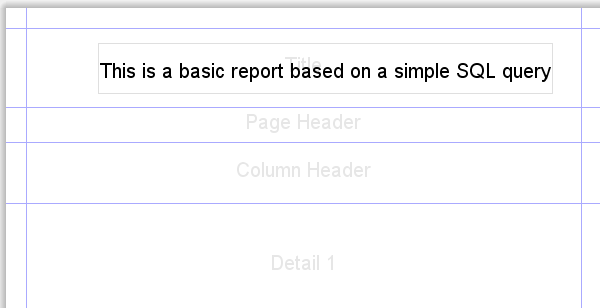 Title
This is a basic report based on a simple SQL query
Page Header
Column Header
Detail 1